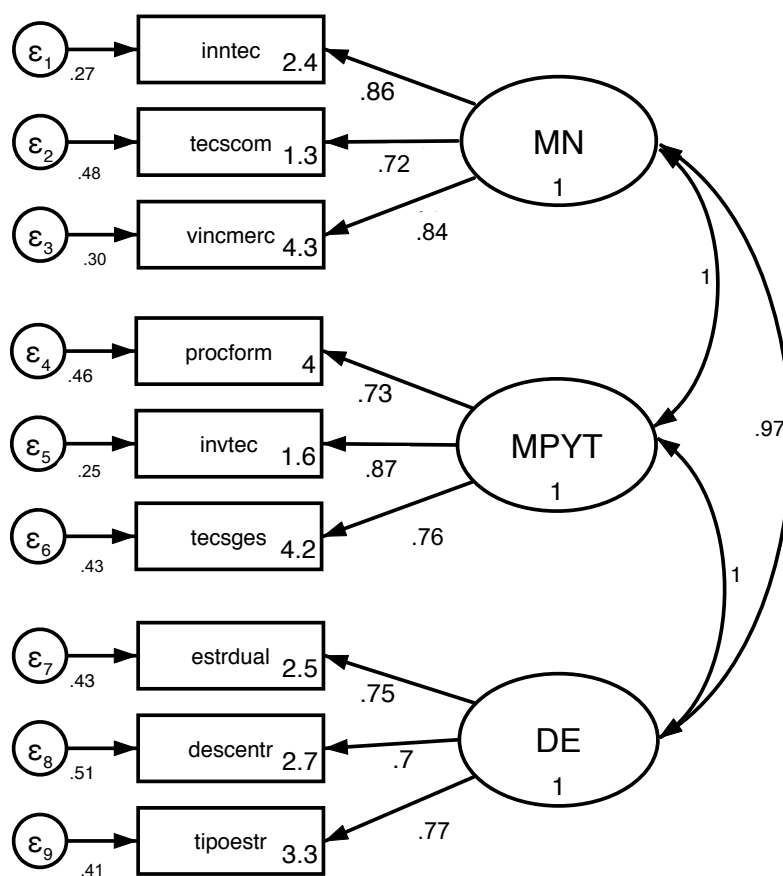 ε1 .27 inntec 2.4 .86
ε2 .48 tecscom 1.3 .72
MN 1
ε3 .30 vincmerc 4.3 .84
1
ε4 .46 procform 4 .73
ε5 .25 invtec 1.6 .87
MPYT 1
.97
ε6 .43 tecsges 4.2 .76
1
ε7 .43 estrdual 2.5 .75
ε8 .51 descentr 2.7 .7
DE 1
ε9 .41 tipoestr 3.3 .77